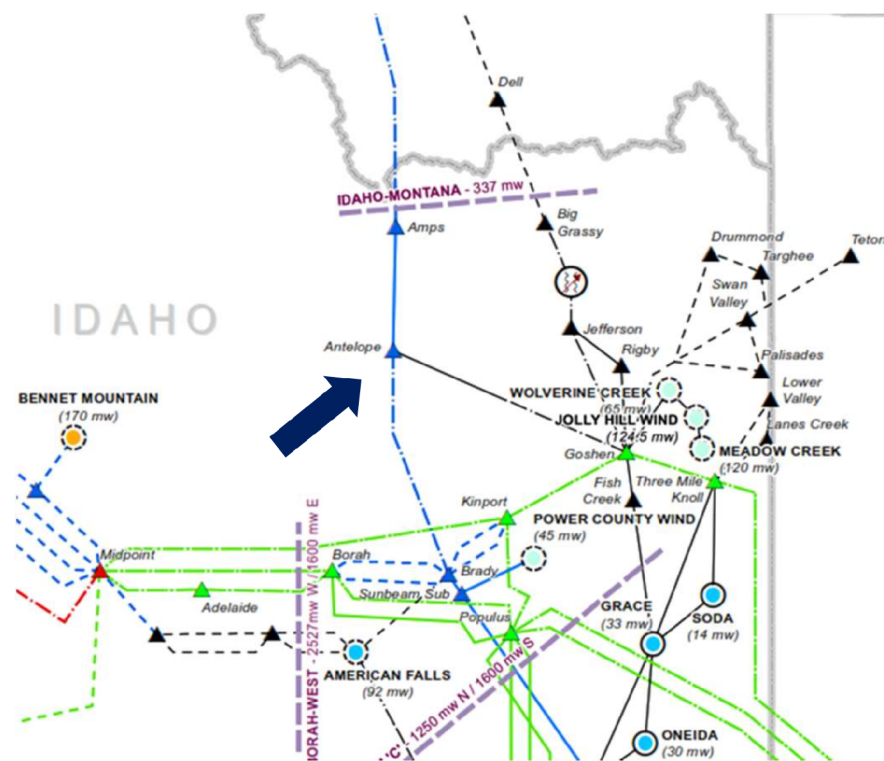 Dell
IDAHO-MONTANA - 337 mw
Amps
Big
Grassy
Drummond
Targhee
Teton
Swan
Valley
IDAHO
Jefferson
Antelope
Rigby
Palisades
BENNET MOUNTAIN
(170 mw)
WOLVERINE CREEK
(65 mw)
Lower
Valley
JOLLY HILL WIND
(124.5 mw)
Lanes Creek
Goshen
MEADOW CREEK
(120 mw)
Fish
Creek
Three Mile
Knoll
Kinport
POWER COUNTY WIND
(45 mw)
Midpoint
Borah
Brady
Adelaide
Sunbeam Sub
Populus
GRACE
(33 mw)
SODA
(14 mw)
AMERICAN FALLS
(92 mw)
BORAH-WEST - 2527mw W / 1600 mw E
"C" - 1250 mw N / 1600 mw S
ONEIDA
(30 mw)